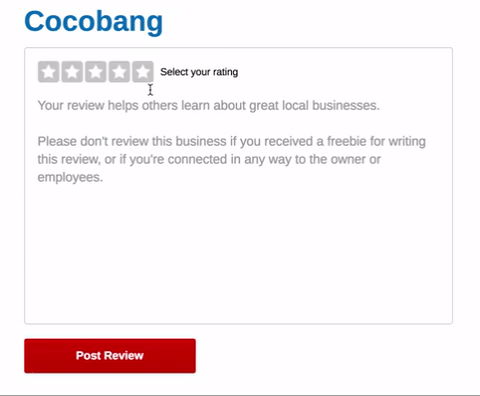 Cocobang
Select your rating
Your review helps others learn about great local businesses.
Please don't review this business if you received a freebie for writing
this review, or if you're connected in any way to the owner or
employees.
Post Review